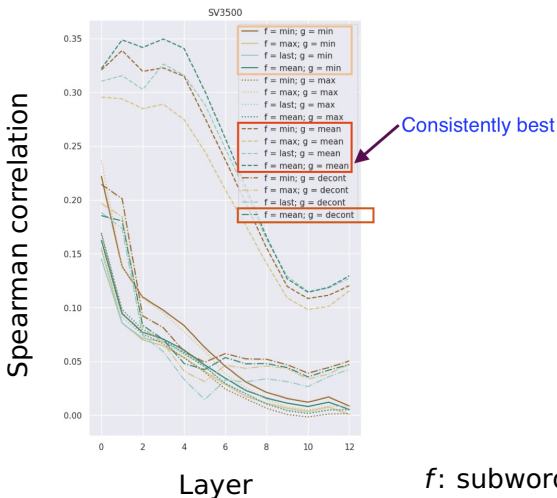 SV3500
0.35
0.30
0.25
0.20
0.15
0.10
0.05
0.00
Spearman correlation
f = min; g = min
f = max; g = min
f = last; g = min
f = mean; g = min
f = min; g = max
f = max; g = max
f = last; g = max
f = mean; g = max
f = min; g = mean
f = max; g = mean
f = last; g = mean
f = mean; g = mean
f = min; g = decont
f = max; g = decont
f = last; g = decont
f = mean; g = decont
Consistently best
0 2 4 6 8 10 12
Layer
f: subword